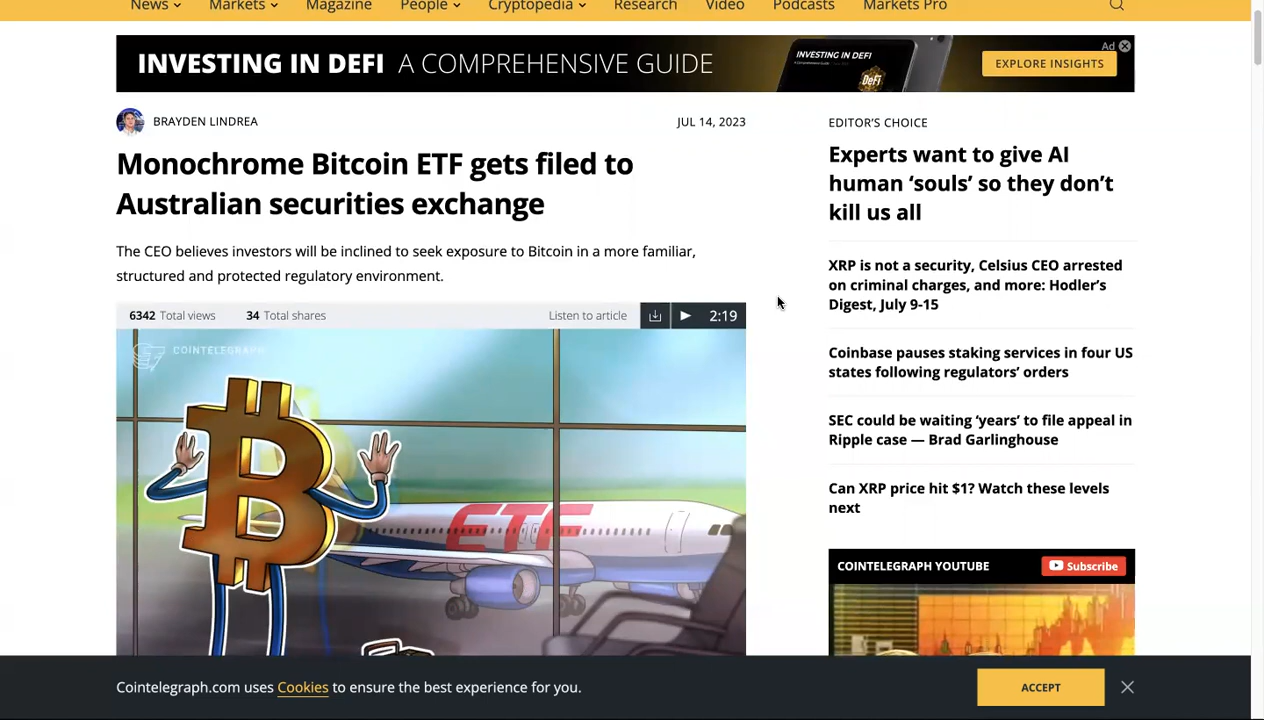 News Markets Magazine People Cryptopedia Research Video Podcasts Markets Pro
INVESTING IN DEFI A COMPREHENSIVE GUIDE
INVESTING IN DEFI
DeFi
Ad
EXPLORE INSIGHTS
BRAYDEN LINDREA
JUL 14, 2023
Monochrome Bitcoin ETF gets filed to
Australian securities exchange
The CEO believes investors will be inclined to seek exposure to Bitcoin in a more familiar,
structured and protected regulatory environment.
6342 Total views 34 Total shares Listen to article 2:19
COINTELEGRAPH
ETF
EDITOR'S CHOICE
Experts want to give AI
human ‘souls’ so they don’t
kill us all
XRP is not a security, Celsius CEO arrested
on criminal charges, and more: Hodler’s
Digest, July 9-15
Coinbase pauses staking services in four US
states following regulators’ orders
SEC could be waiting ‘years’ to file appeal in
Ripple case — Brad Garlinghouse
Can XRP price hit $1? Watch these levels
next
COINTELEGRAPH YOUTUBE Subscribe
Cointelegraph.com uses Cookies to ensure the best experience for you.
ACCEPT